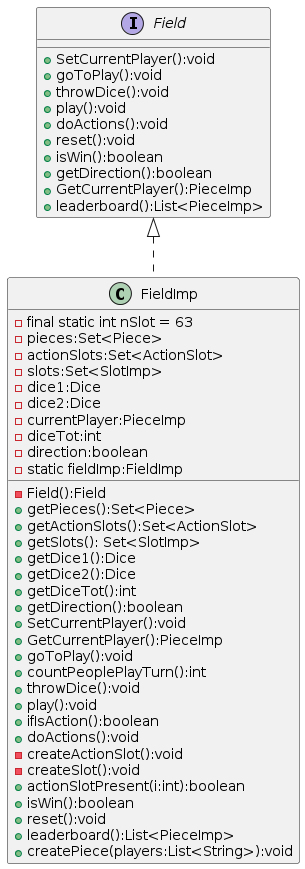 I Field
SetCurrentPlayer():void
goToPlay():void
throwDice():void
play():void
doActions():void
reset():void
isWin():boolean
getDirection():boolean
GetCurrentPlayer():PieceImp
leaderboard():List<PieceImp>
C FieldImp
final static int nSlot = 63
pieces:Set<Piece>
actionSlots:Set<ActionSlot>
slots:Set<SlotImp>
dice1:Dice
dice2:Dice
currentPlayer:PieceImp
diceTot:int
direction:boolean
static fieldImp:FieldImp
Field():Field
getPieces():Set<Piece>
getActionSlots():Set<ActionSlot>
getSlots(): Set<SlotImp>
getDice1():Dice
getDice2():Dice
getDiceTot():int
getDirection():boolean
SetCurrentPlayer():void
GetCurrentPlayer():PieceImp
goToPlay():void
countPeoplePlayTurn():int
throwDice():void
play():void
ifIsAction():boolean
doActions():void
createActionSlot():void
createSlot():void
actionSlotPresent(i:int):boolean
isWin():boolean
reset():void
leaderboard():List<PieceImp>
createPiece(players:List<String>):void